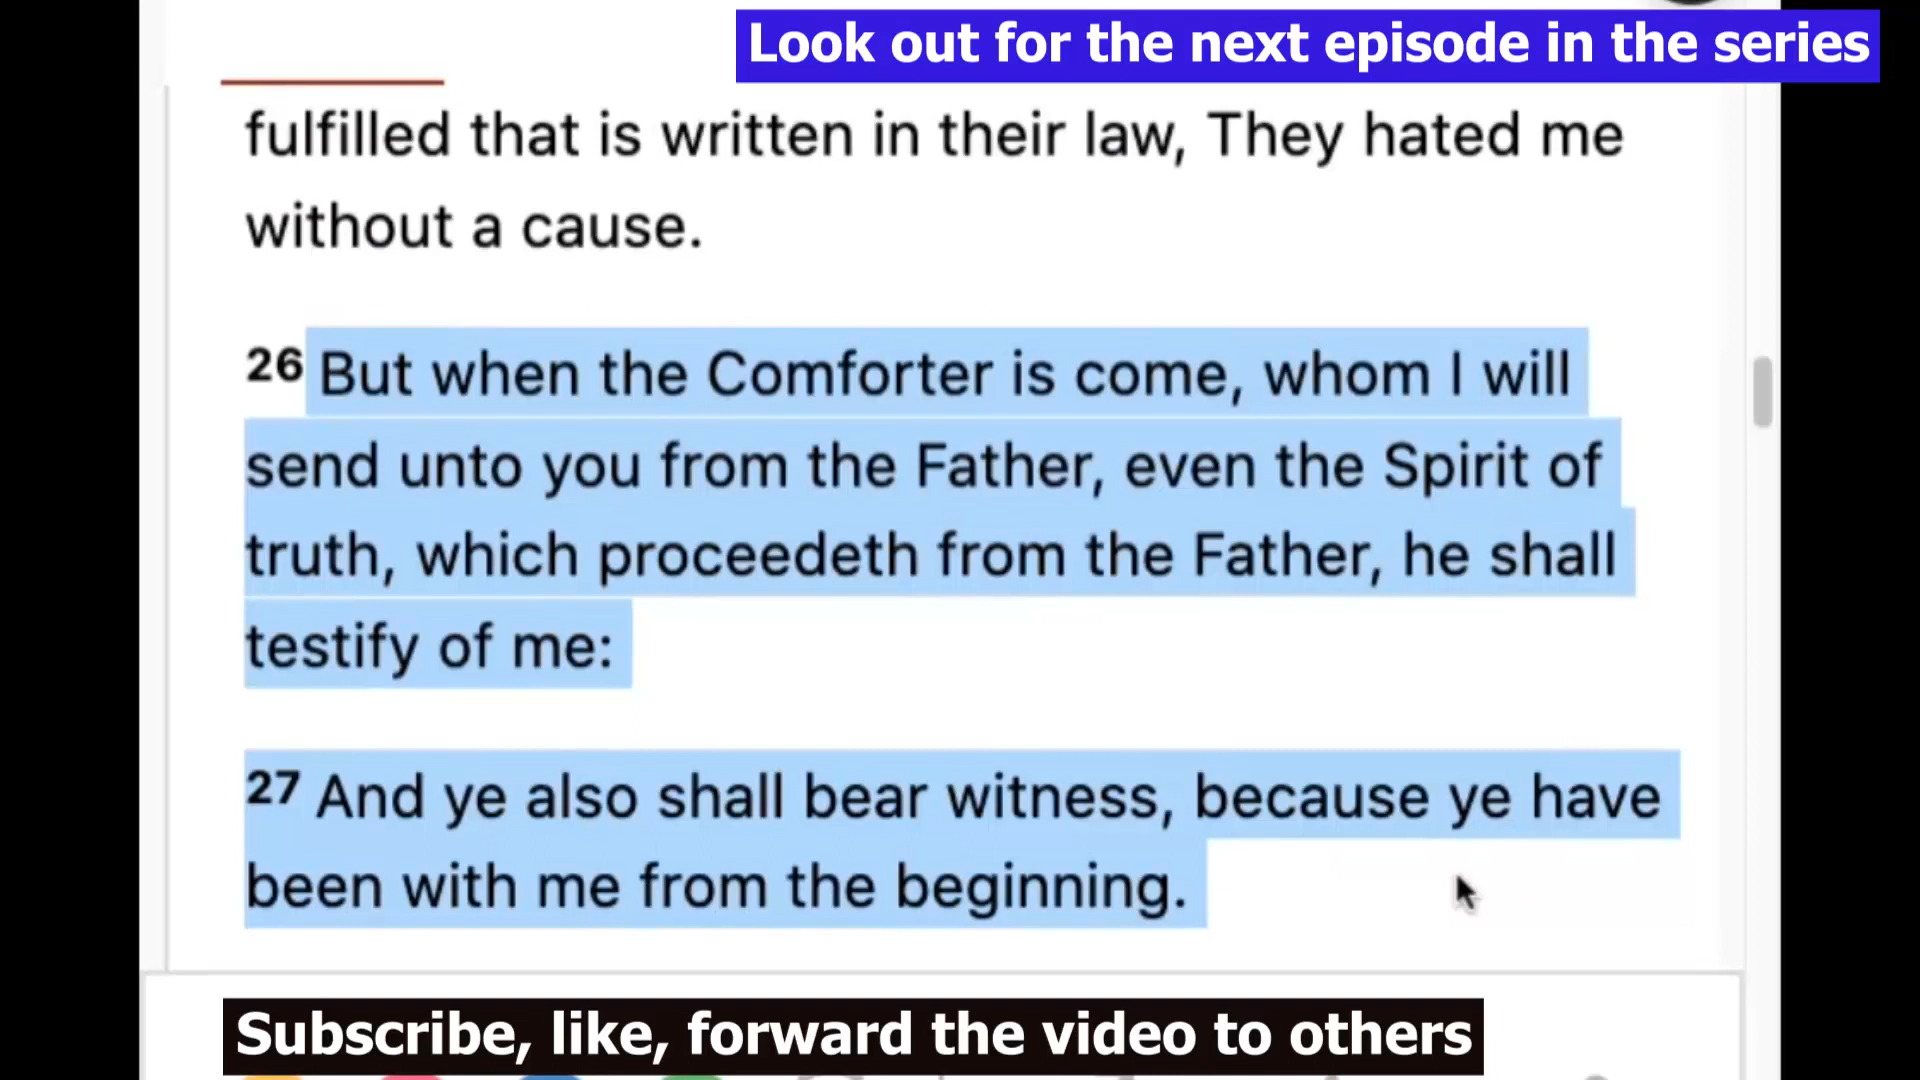 Look out for the next episode in the series
fulfilled that is written in their law, They hated me
without a cause.
26 But when the Comforter is come, whom I will
send unto you from the Father, even the Spirit of
truth, which proceedeth from the Father, he shall
testify of me:
27 And ye also shall bear witness, because ye have
been with me from the beginning.
Subscribe, like, forward the video to others